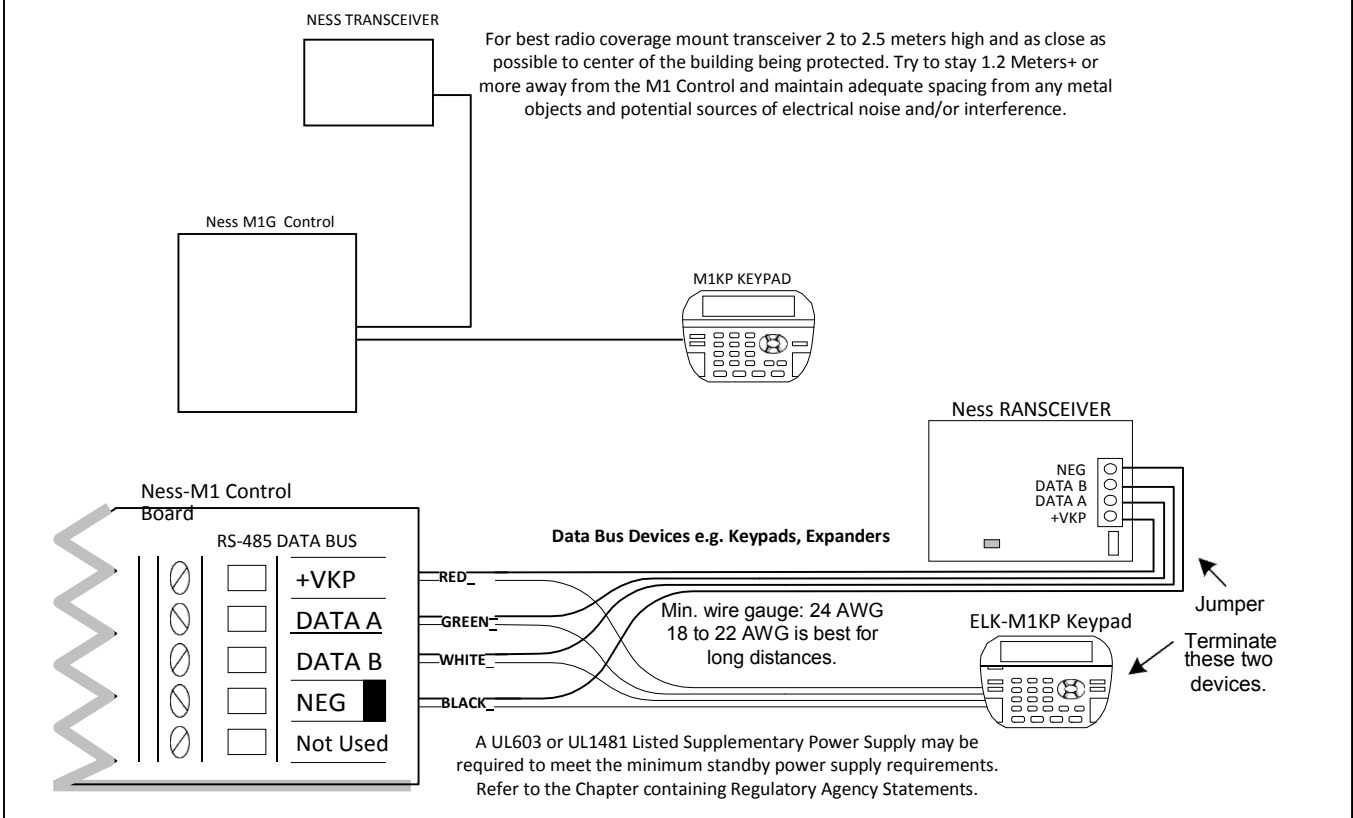 NESS TRANSCEIVER
For best radio coverage mount transceiver 2 to 2.5 meters high and as close as
possible to center of the building being protected. Try to stay 1.2 Meters+ or
more away from the M1 Control and maintain adequate spacing from any metal
objects and potential sources of electrical noise and/or interference.
Ness M1G Control
M1KP KEYPAD
Ness RANSCEIVER
NEG
DATA B
DATA A
+VKP
Jumper
Ness-M1 Control
Board
RS-485 DATA BUS
+VKP
DATA A
DATA B
NEG
Not Used
Data Bus Devices e.g. Keypads, Expanders
RED_
GREEN_
WHITE_
BLACK_
Min. wire gauge: 24 AWG
18 to 22 AWG is best for
long distances.
ELK-M1KP Keypad
Terminate
these two
devices.
A UL603 or UL1481 Listed Supplementary Power Supply may be
required to meet the minimum standby power supply requirements.
Refer to the Chapter containing Regulatory Agency Statements.